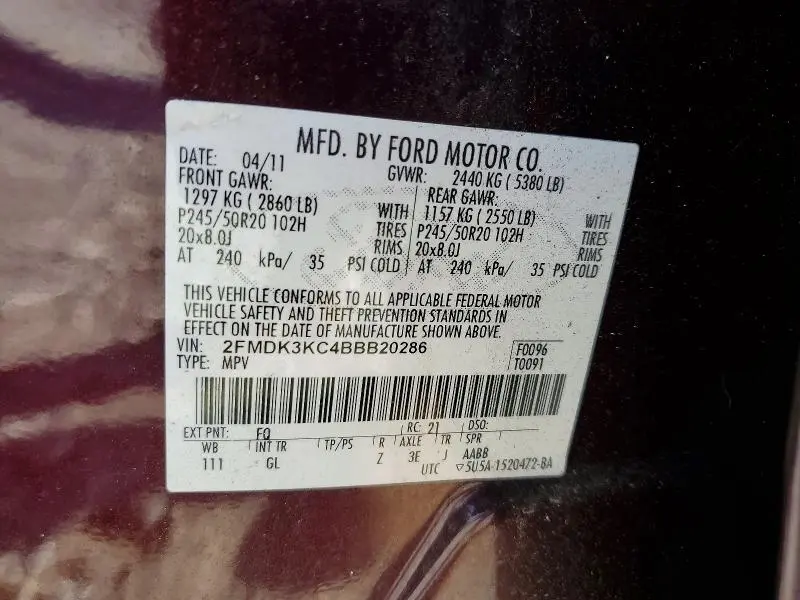 MFD. BY FORD MOTOR CO.
DATE: 04/11 GVWR: 2440 KG ( 5380 LB)
FRONT GAWR: REAR GAWR:
1297 KG ( 2860 LB) WITH 1157 KG ( 2550 LB) WITH
P245/50R20 102H TIRES P245/50R20 102H TIRES
20x8.0J RIMS 20x8.0J RIMS
AT 240 kPa/ 35 PSI COLD AT 240 kPa/ 35 PSI COLD
THIS VEHICLE CONFORMS TO ALL APPLICABLE FEDERAL MOTOR
VEHICLE SAFETY AND THEFT PREVENTION STANDARDS IN
EFFECT ON THE DATE OF MANUFACTURE SHOWN ABOVE.
VIN: 2FMDK3KC4BBB20286 F0096
TYPE: MPV T0091
EXT PNT: FQ RC: 21 DSO:
WB INT TR TP/PS R AXLE TR SPR
111 GL Z 3E J AABB
UTC ▽5U5A-1520472-BA